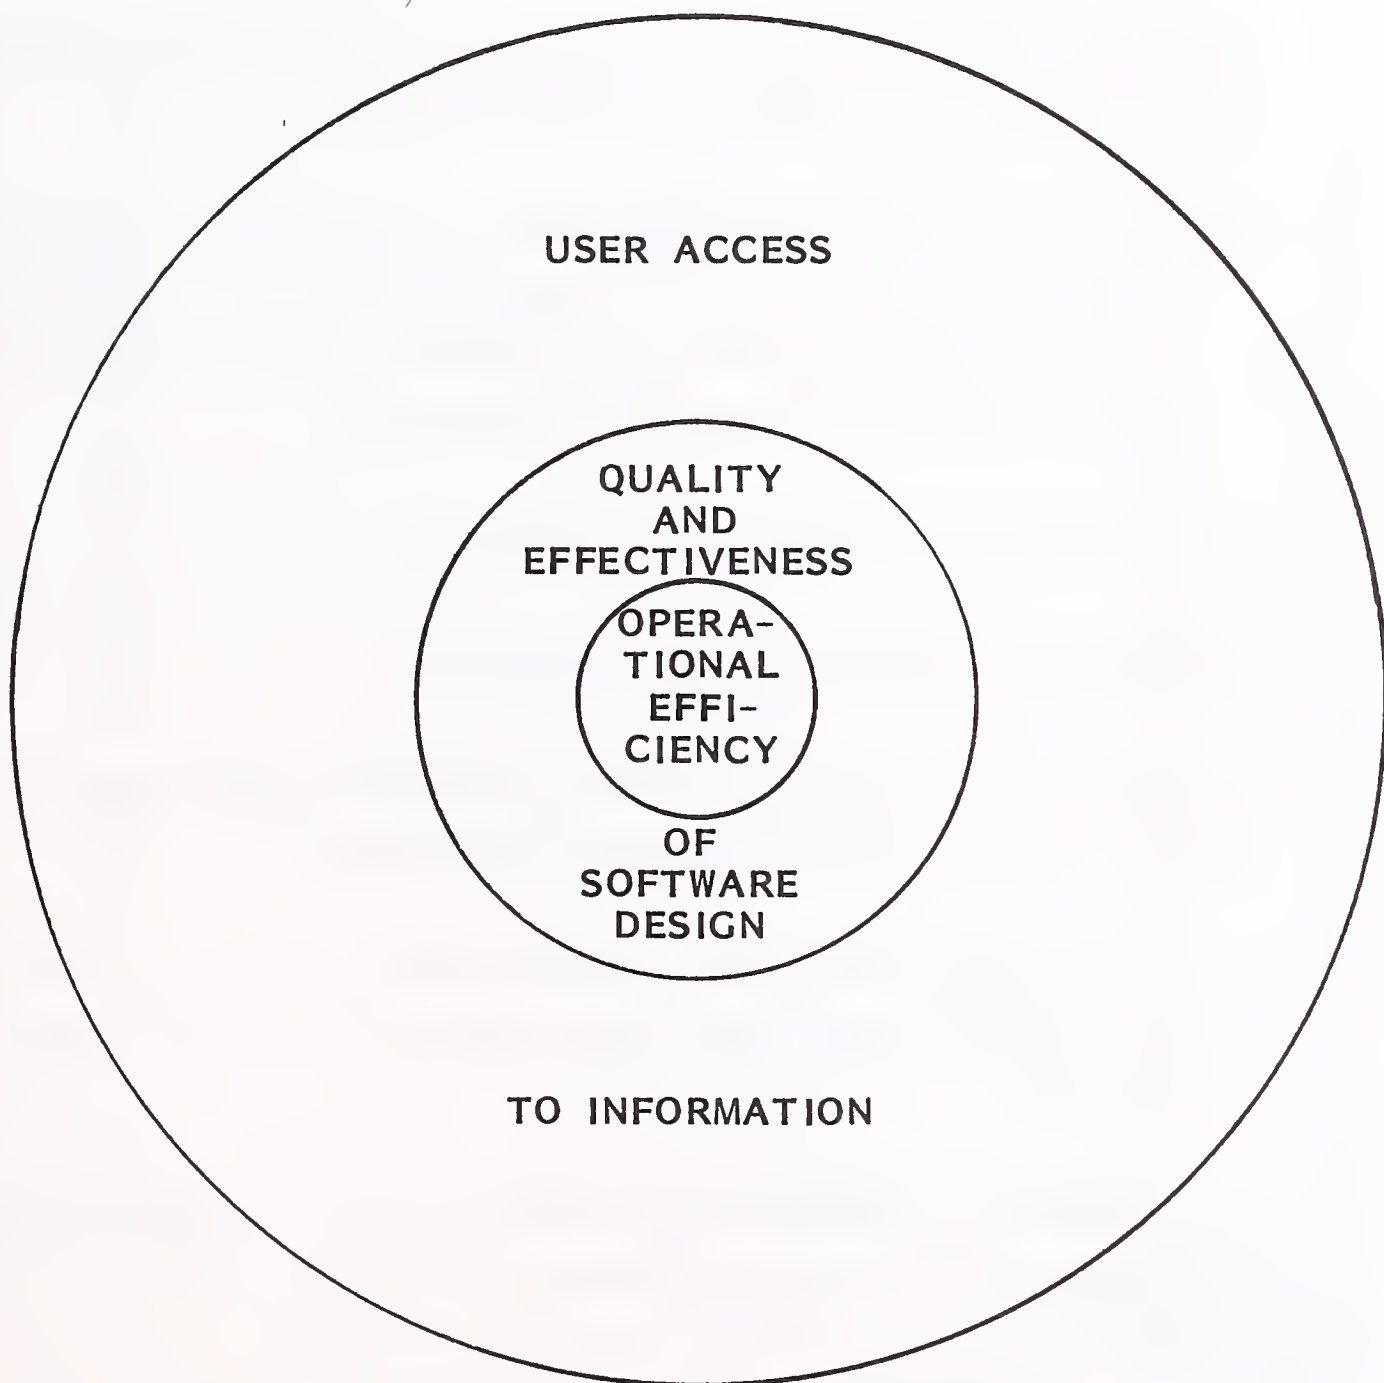 USER ACCESS
QUALITY
AND
EFFECTIVENESS
OPERA-
TIONAL
EFFI-
CIENCY
OF
SOFTWARE
DESIGN
TO INFORMATION